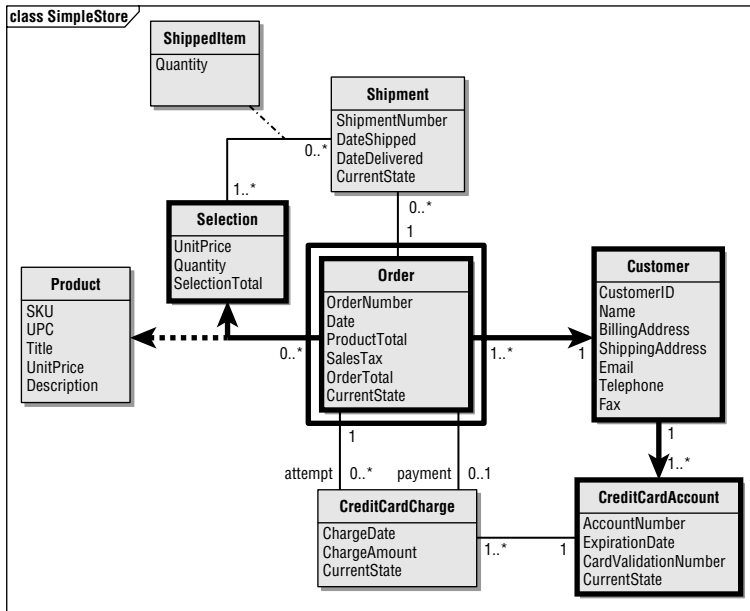 class SimpleStore
ShippedItem
Quantity
Shipment
ShipmentNumber
DateShipped
DateDelivered
CurrentState
0..*
1..*
0..*
1
Selection
UnitPrice
Quantity
SelectionTotal
Product
SKU
UPC
Title
UnitPrice
Description
0..*
Order
OrderNumber
Date
ProductTotal
SalesTax
OrderTotal
CurrentState
1..*
1
Customer
CustomerID
Name
BillingAddress
ShippingAddress
Email
Telephone
Fax
1
1..*
1
attempt
0..*
payment
0..1
CreditCardCharge
ChargeDate
ChargeAmount
CurrentState
1..*
1
CreditCardAccount
AccountNumber
ExpirationDate
CardValidationNumber
CurrentState